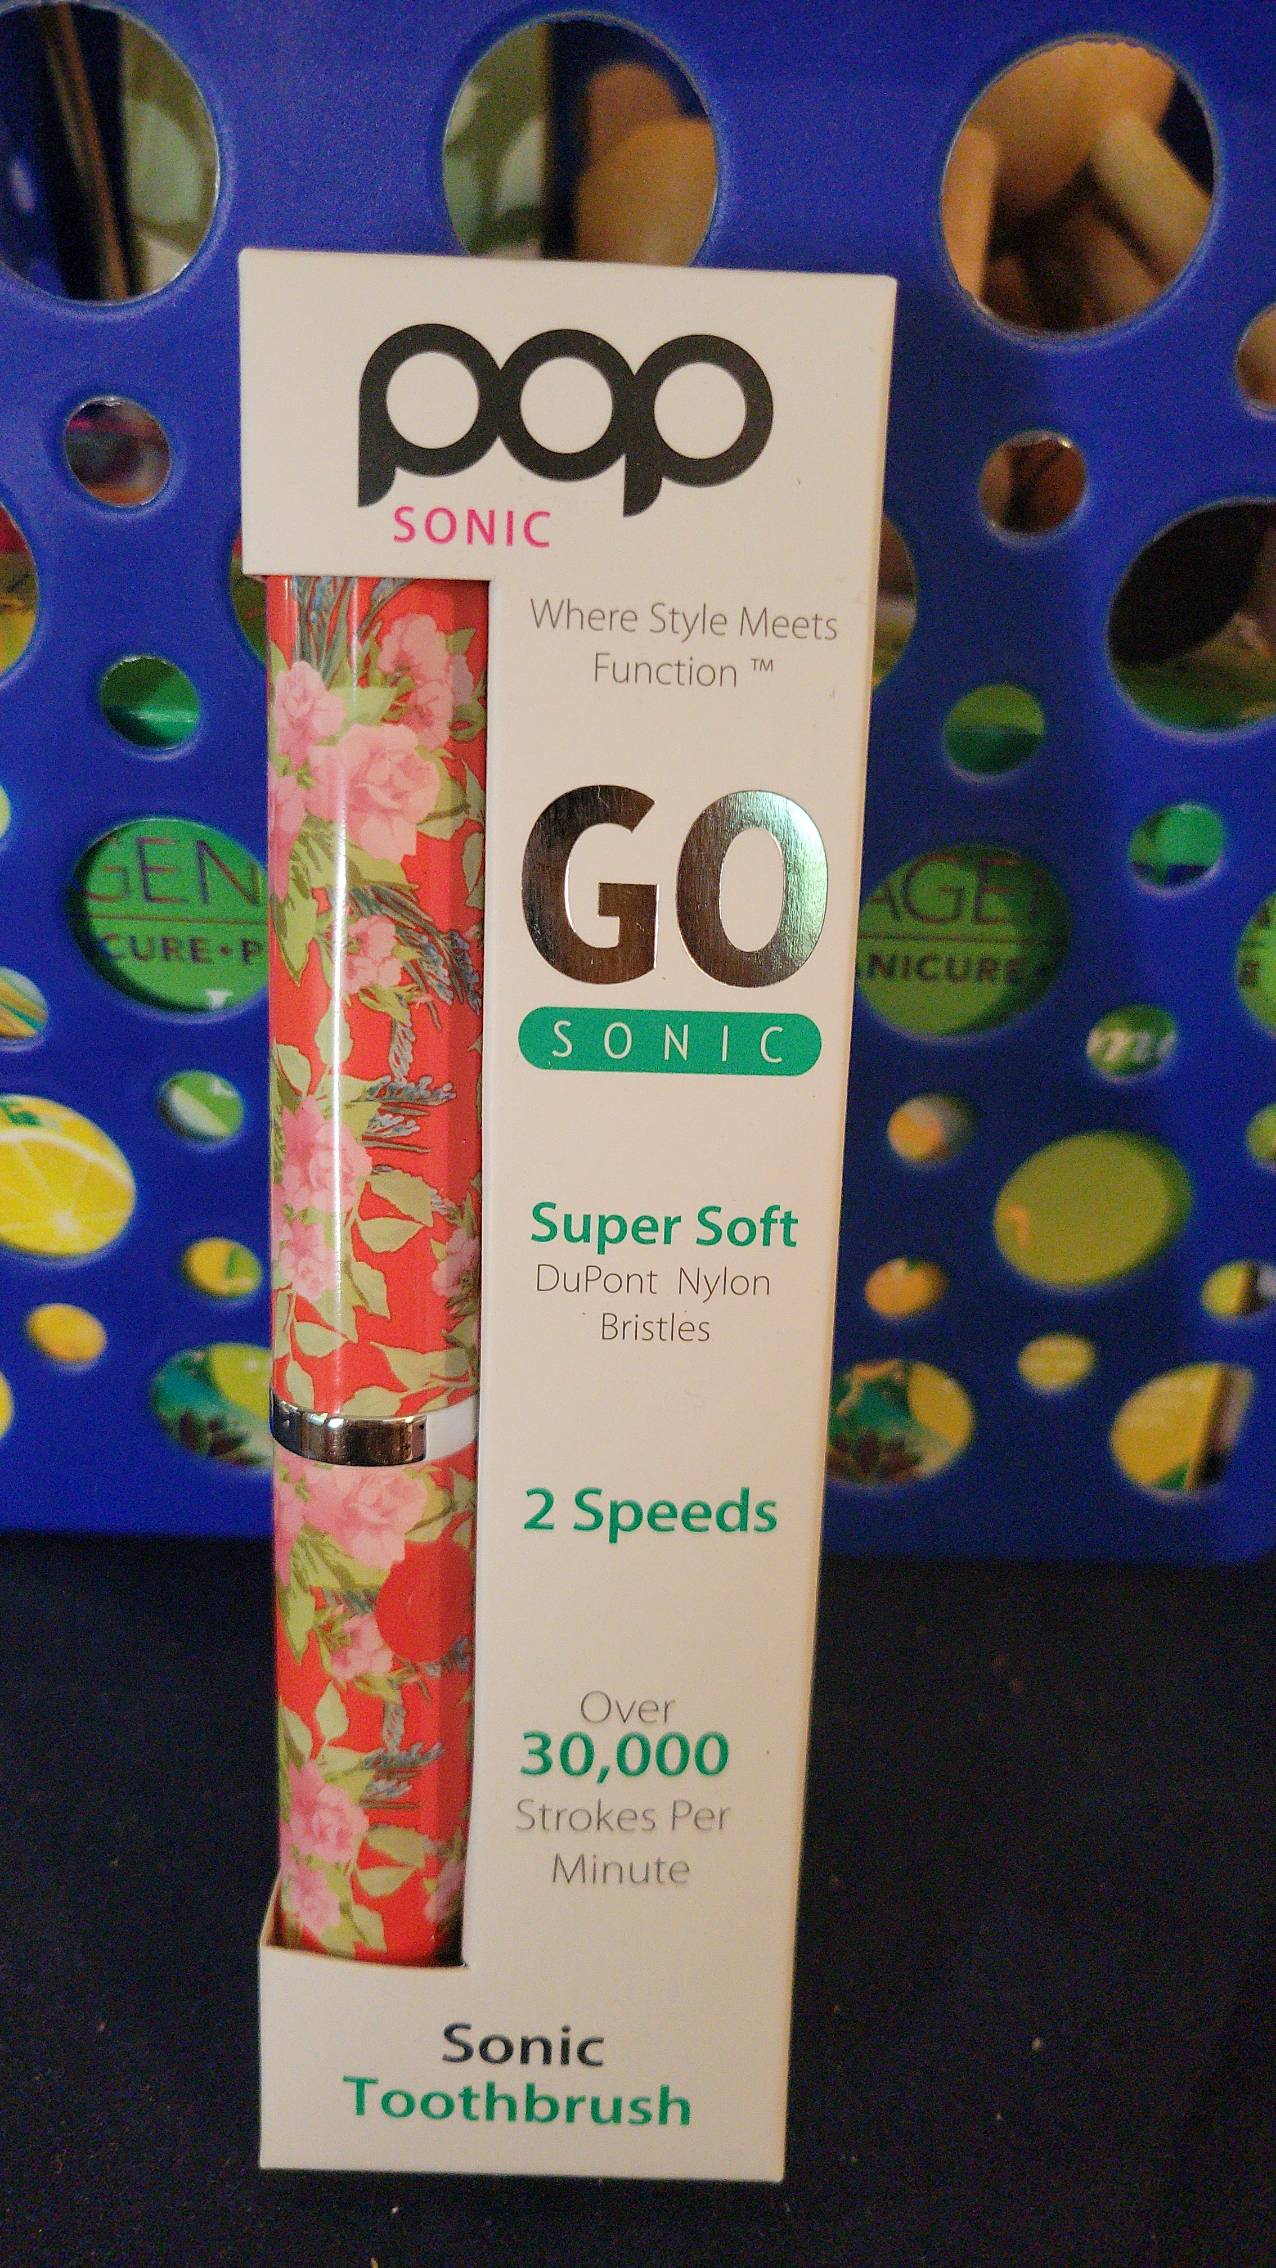 pop
SONIC
Where Style Meets
Function ™
GO
SONIC
Super Soft
DuPont Nylon
Bristles
2 Speeds
Over
30,000
Strokes Per
Minute
Sonic
Toothbrush